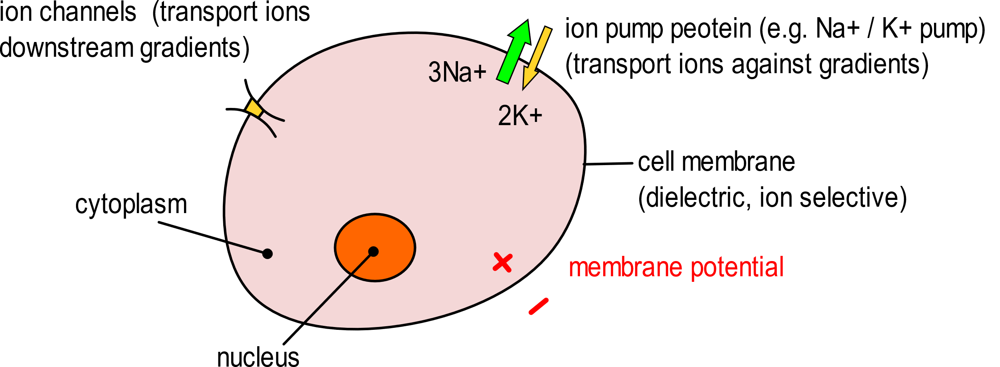 ion channels  (transport ions
downstream gradients)
ion pump peotein (e.g. Na+ / K+ pump)
(transport ions against gradients)
3Na+
2K+
cell membrane
(dielectric, ion selective)
cytoplasm
membrane potential
nucleus